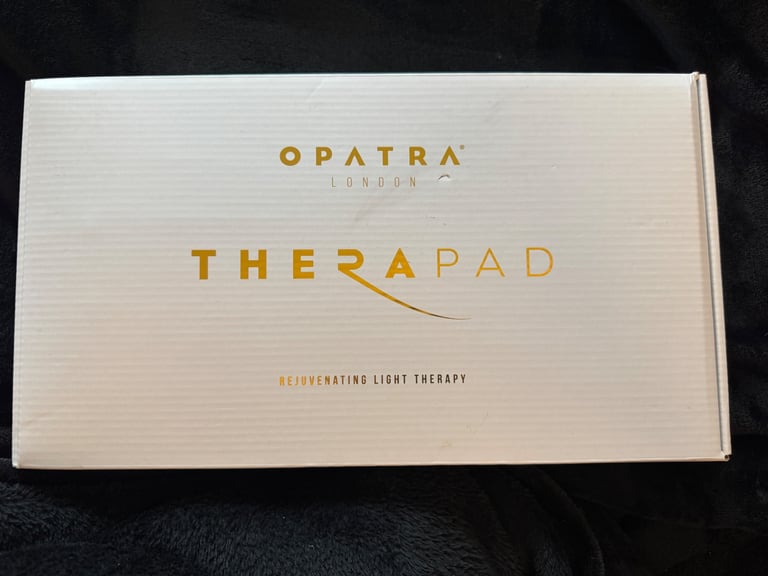 OPATRA®
LONDON
THERAPAD
REJUVENATING LIGHT THERAPY